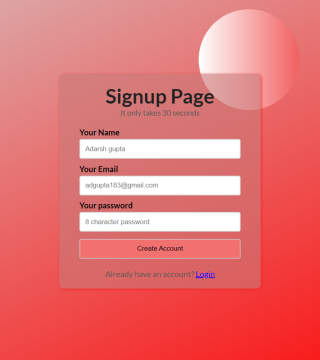 Signup Page
It only takes 30 seconds
Your Name
Adarsh gupta
Your Email
adgupta183@gmail.com
Your password
8 character password
Create Account
Already have an account? Login